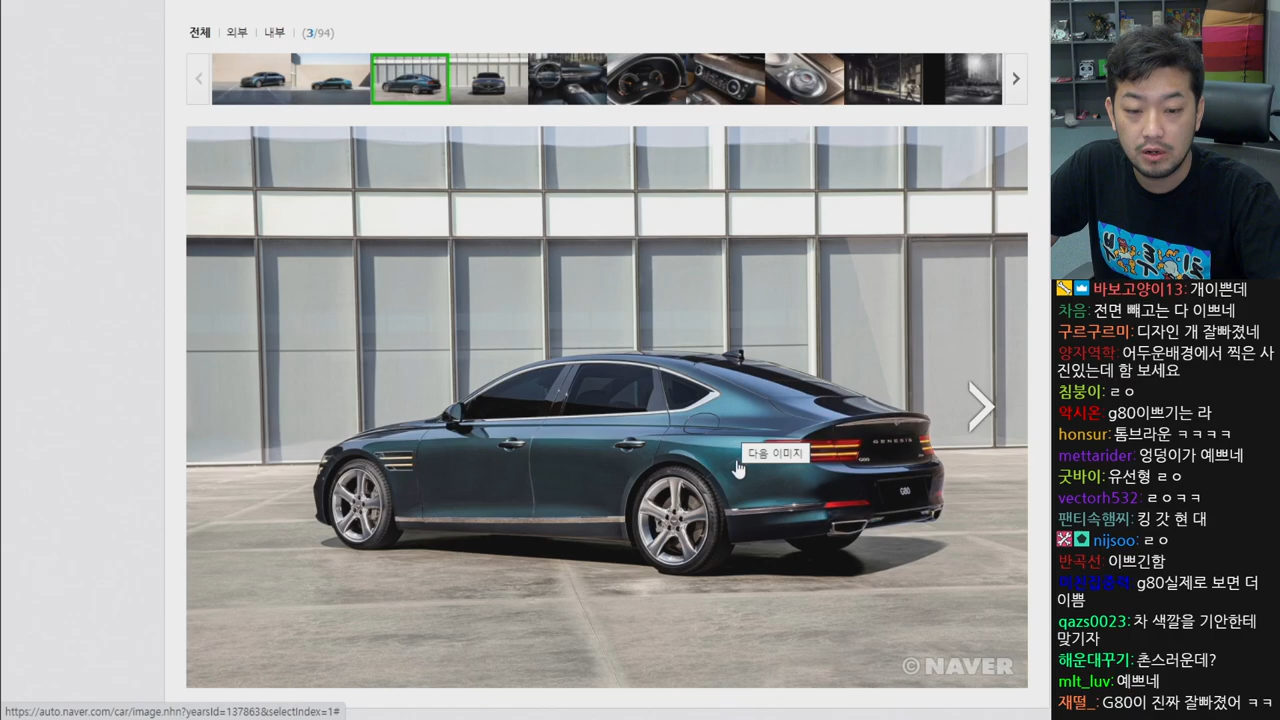 전체 외부 내부 (3/94)
다음 이미지
GENESIS
G80
G80
© NAVER
https://auto.naver.com/car/image.nhn?yearsId=137863&selectIndex=1#
바보고양이13: 개이쁜데
차음: 전면 빼고는 다 이쁘네
구르구르미: 디자인 개 잘빠졌네
양자역학: 어두운배경에서 찍은 사
진있는데 함 보세요
침붕이: ㄹㅇ
악시온: g80이쁘기는 라
honsur: 톰브라운 ㅋㅋㅋㅋ
mettarider: 엉덩이가 예쁘네
굿바이: 유선형 ㄹㅇ
vectorh532: ㄹㅇㅋㅋ
팬티속햄찌: 킹 갓 현 대
nijsoo: ㄹㅇ
반곡선: 이쁘긴함
g80실제로 보면 더
이쁨
qazs0023: 차 색깔을 기안한테
맞기자
해운대꾸기: 촌스러운데?
mlt_luv: 예쁘네
재떨_: G80이 진짜 잘빠졌어 ㅋㅋ